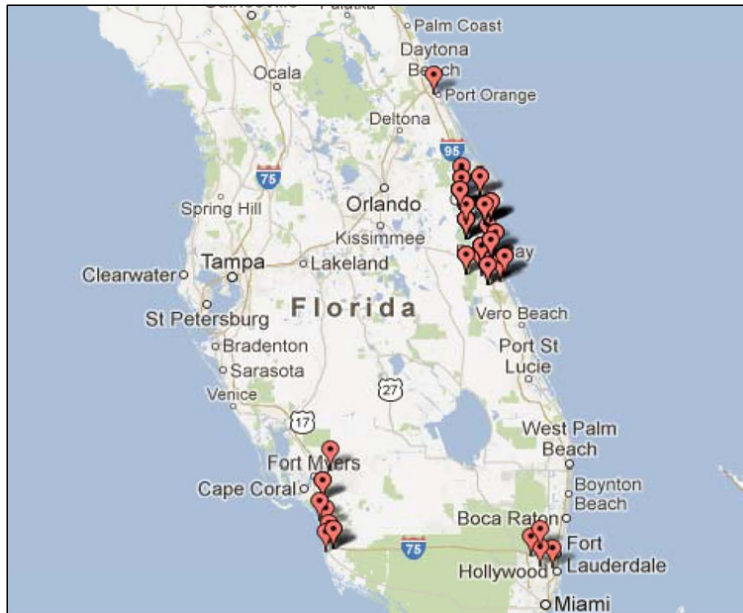 Palm Coast
Daytona
Beach
Ocala
Port Orange
Deltona
95
75
Orlando
Spring Hill
Kissimmee
Clearwater
Tampa
Lakeland
Florida
St Petersburg
Vero Beach
Bradenton
Port St
Lucie
Sarasota
27
Venice
17
West Palm
Beach
Fort Myers
Cape Coral
Boynton
Beach
Boca Raton
75
Fort
Lauderdale
Hollywood
Miami